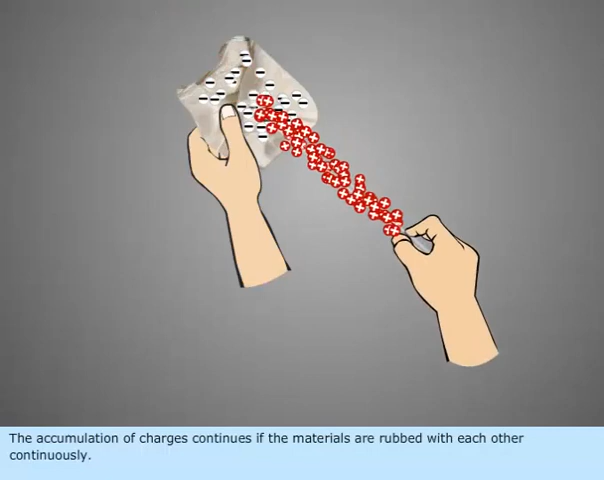 The accumulation of charges continues if the materials are rubbed with each other
continuously.